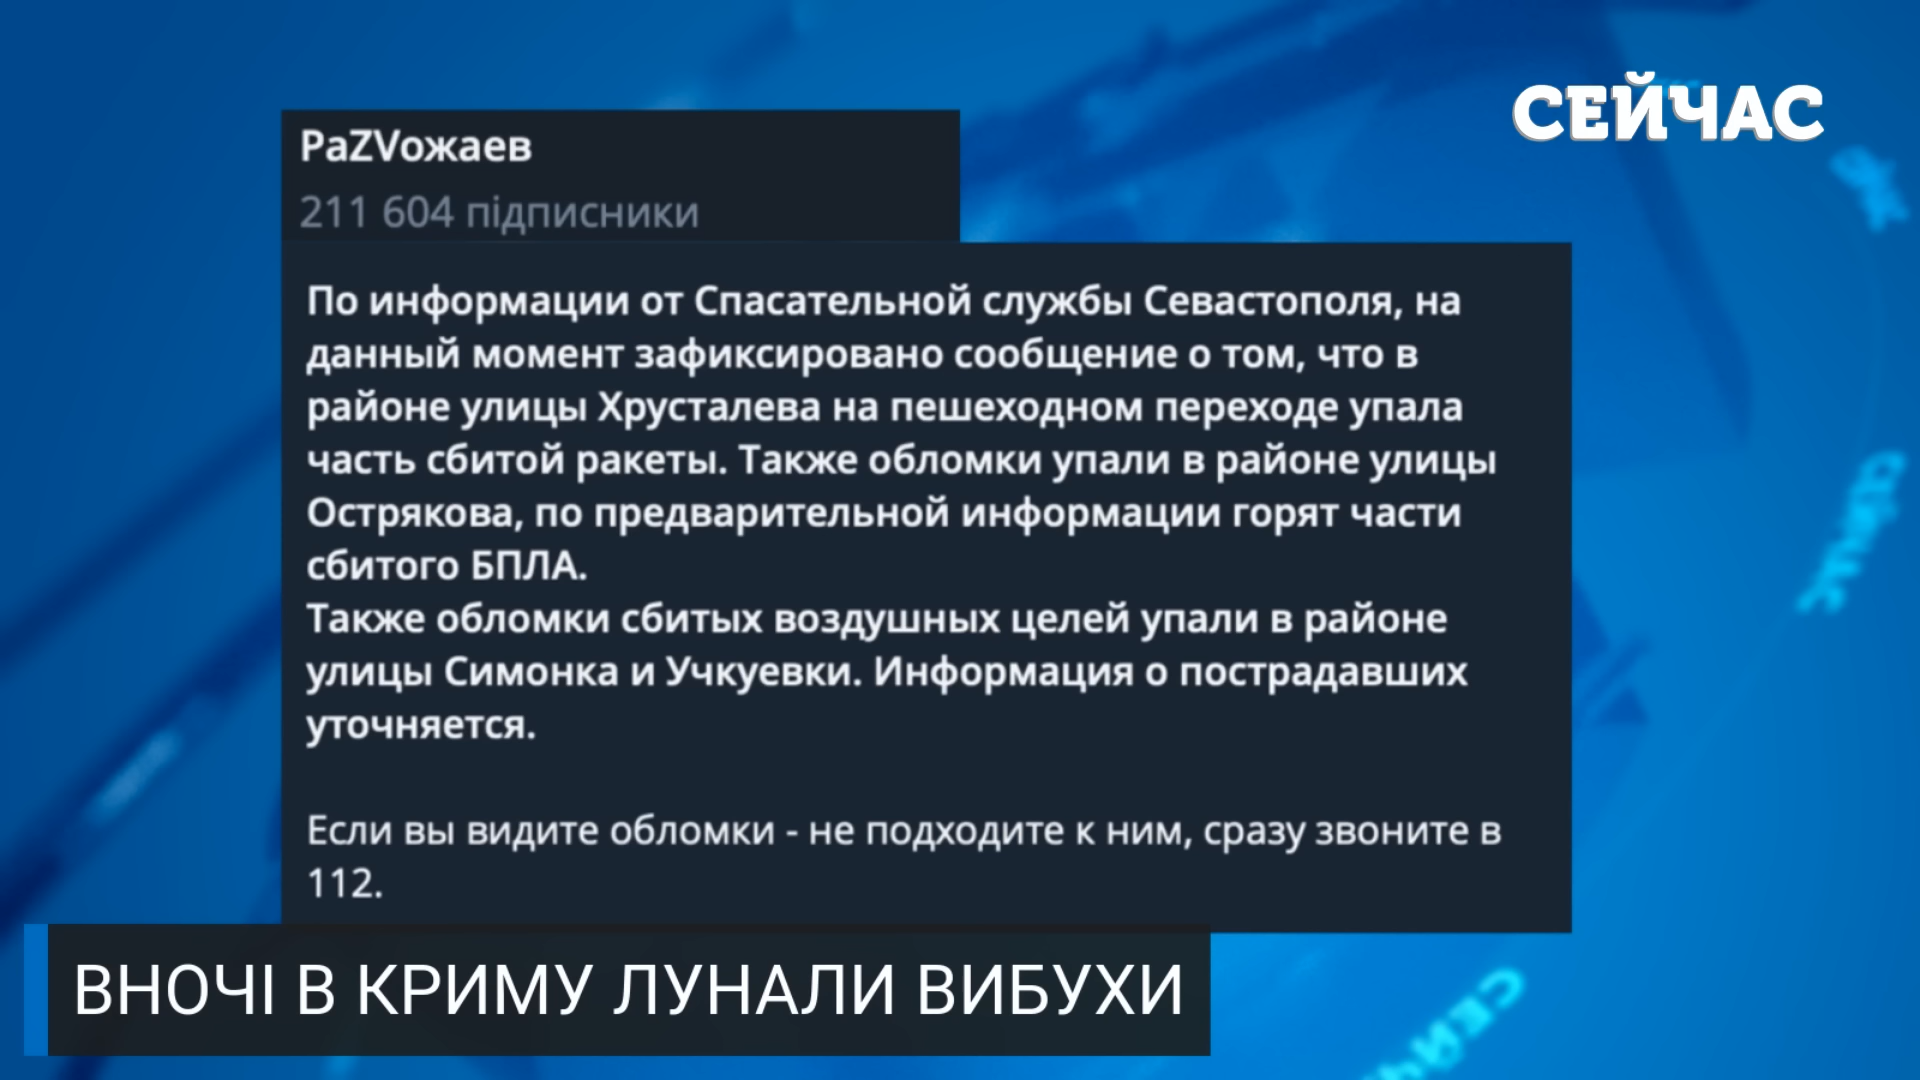 СЕЙЧАС
РаZVожаев
211 604 підписники
По информации от Спасательной службы Севастополя, на
данный момент зафиксировано сообщение о том, что в
районе улицы Хрусталева на пешеходном переходе упала
часть сбитой ракеты. Также обломки упали в районе улицы
Острякова, по предварительной информации горят части
сбитого БПЛА.
Также обломки сбитых воздушных целей упали в районе
улицы Симонка и Учкуевки. Информация о пострадавших
уточняется.
Если вы видите обломки - не подходите к ним, сразу звоните в
112.
ВНОЧІ В КРИМУ ЛУНАЛИ ВИБУХИ